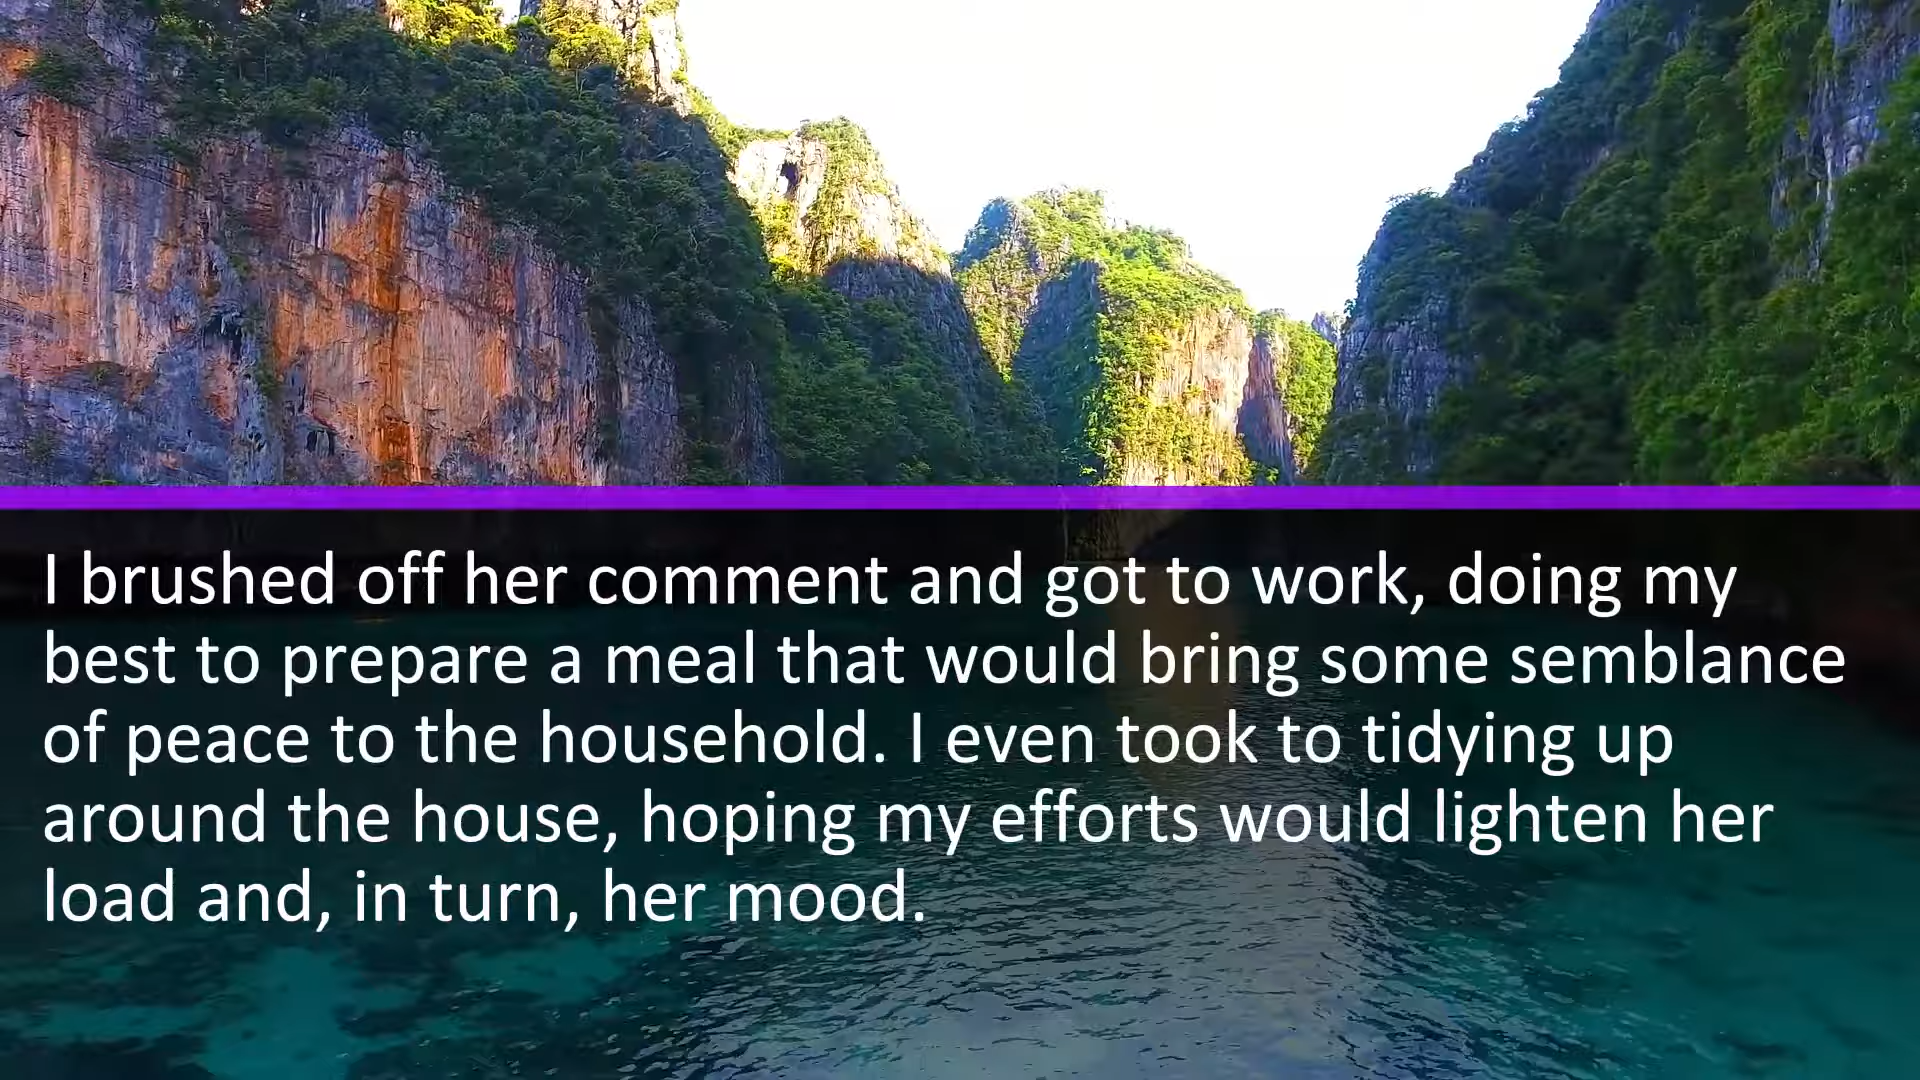 I brushed off her comment and got to work, doing my
best to prepare a meal that would bring some semblance
of peace to the household. I even took to tidying up
around the house, hoping my efforts would lighten her
load and, in turn, her mood.